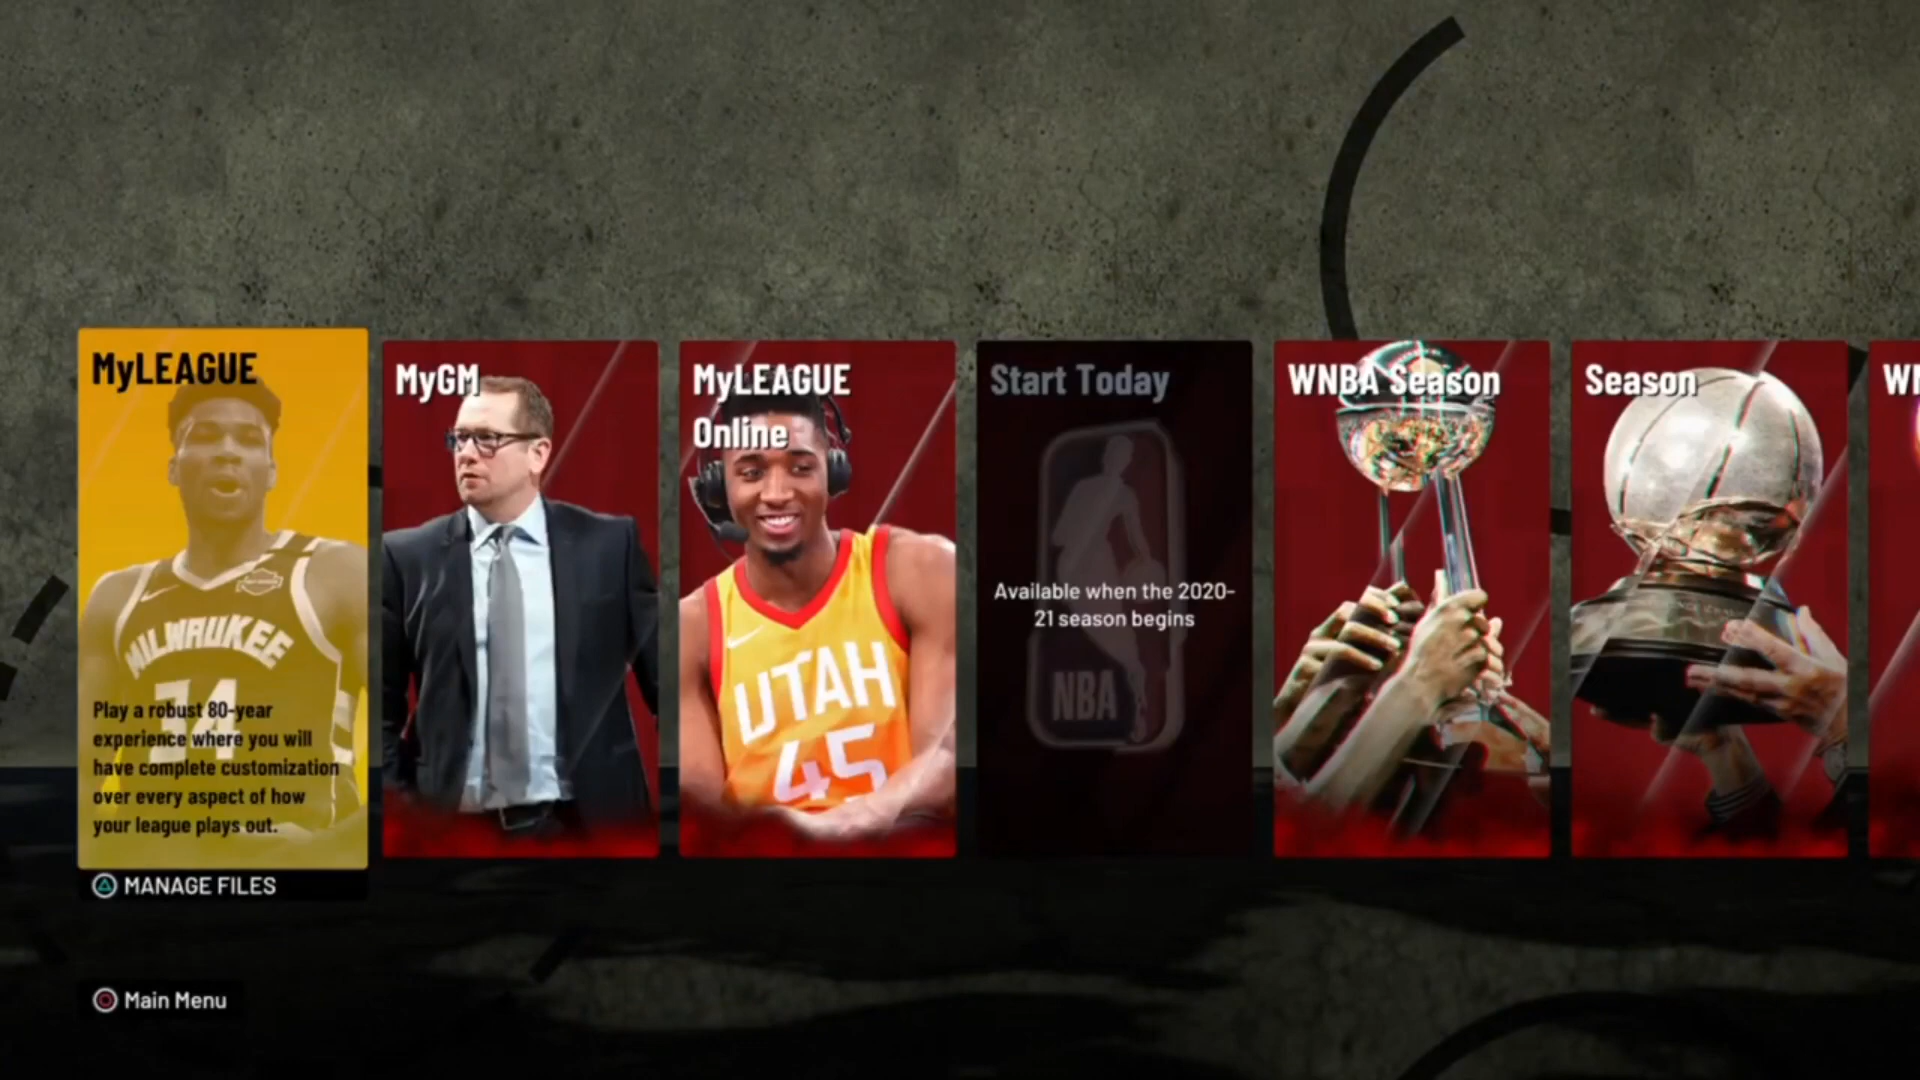 MyLEAGUE
MILWAUKEE
34
Play a robust 80-year
experience where you will
have complete customization
over every aspect of how
your league plays out.
MANAGE FILES
MyGM
MyLEAGUE
Online
UTAH
45
Start Today
Available when the 2020-
21 season begins
NBA
WNBA Season
Season
Main Menu